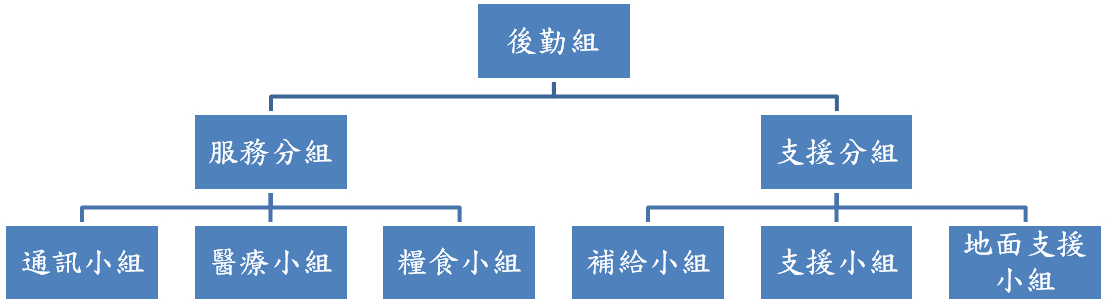 後勤組
服務分組
支援分組
通訊小組
醫療小組
糧食小組
補給小組
支援小組
地面支援
小組